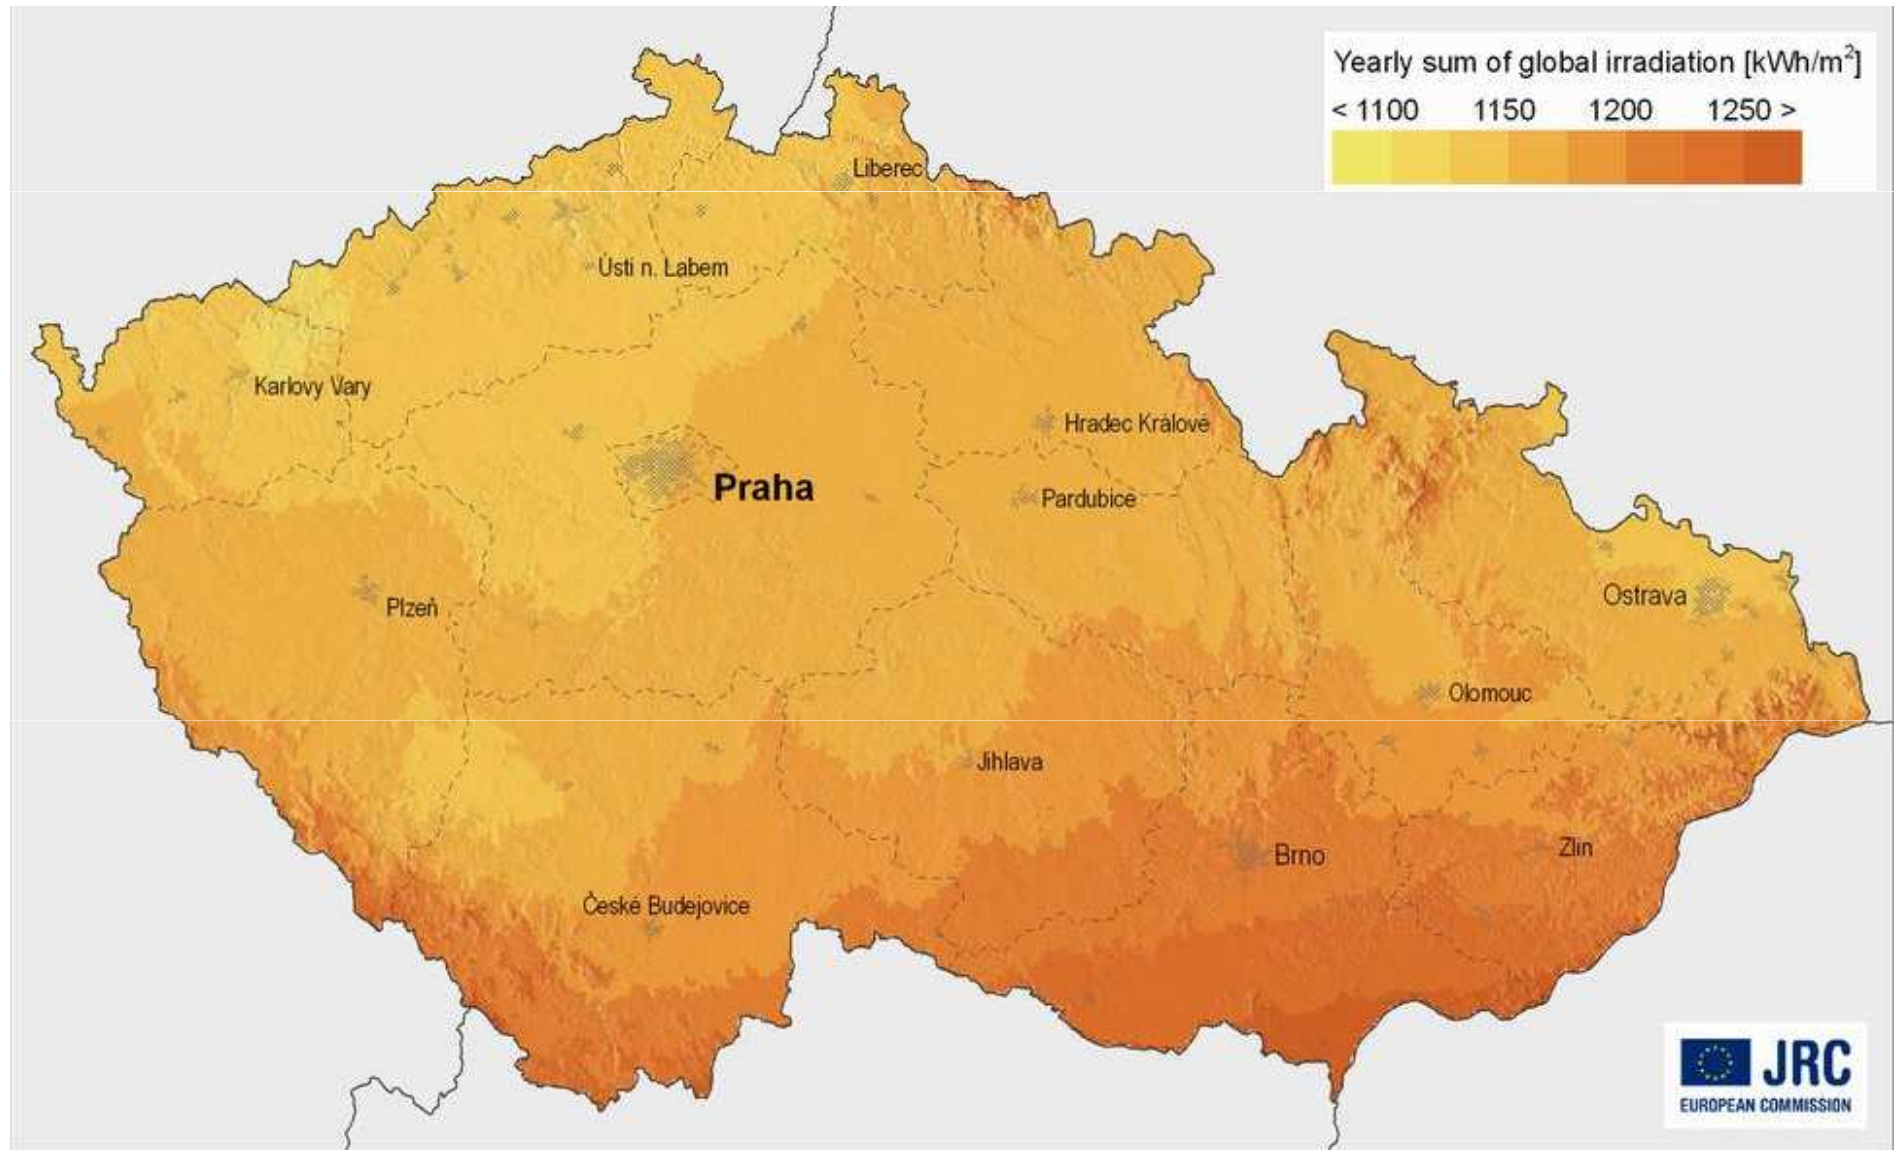 Yearly sum of global irradiation [kWh/m²]
< 1100 1150 1200 1250 >
Liberec
Ústí n. Labem
Karlovy Vary
Hradec Králové
Praha
Pardubice
Ostrava
Plzeň
Olomouc
Jihlava
Brno
Zlin
České Budejovice
JRC
EUROPEAN COMMISSION